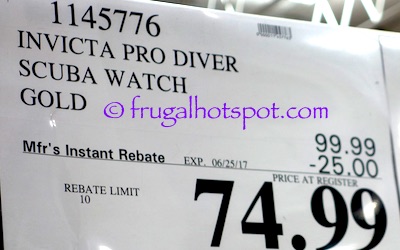 1145776
INVICTA PRO DIVER
SCUBA WATCH
GOLD
© frugalhotspot.com
99.99
Mfr's Instant Rebate EXP. 06/25/17 -25.00
PRICE AT REGISTER
REBATE LIMIT
10
74.99